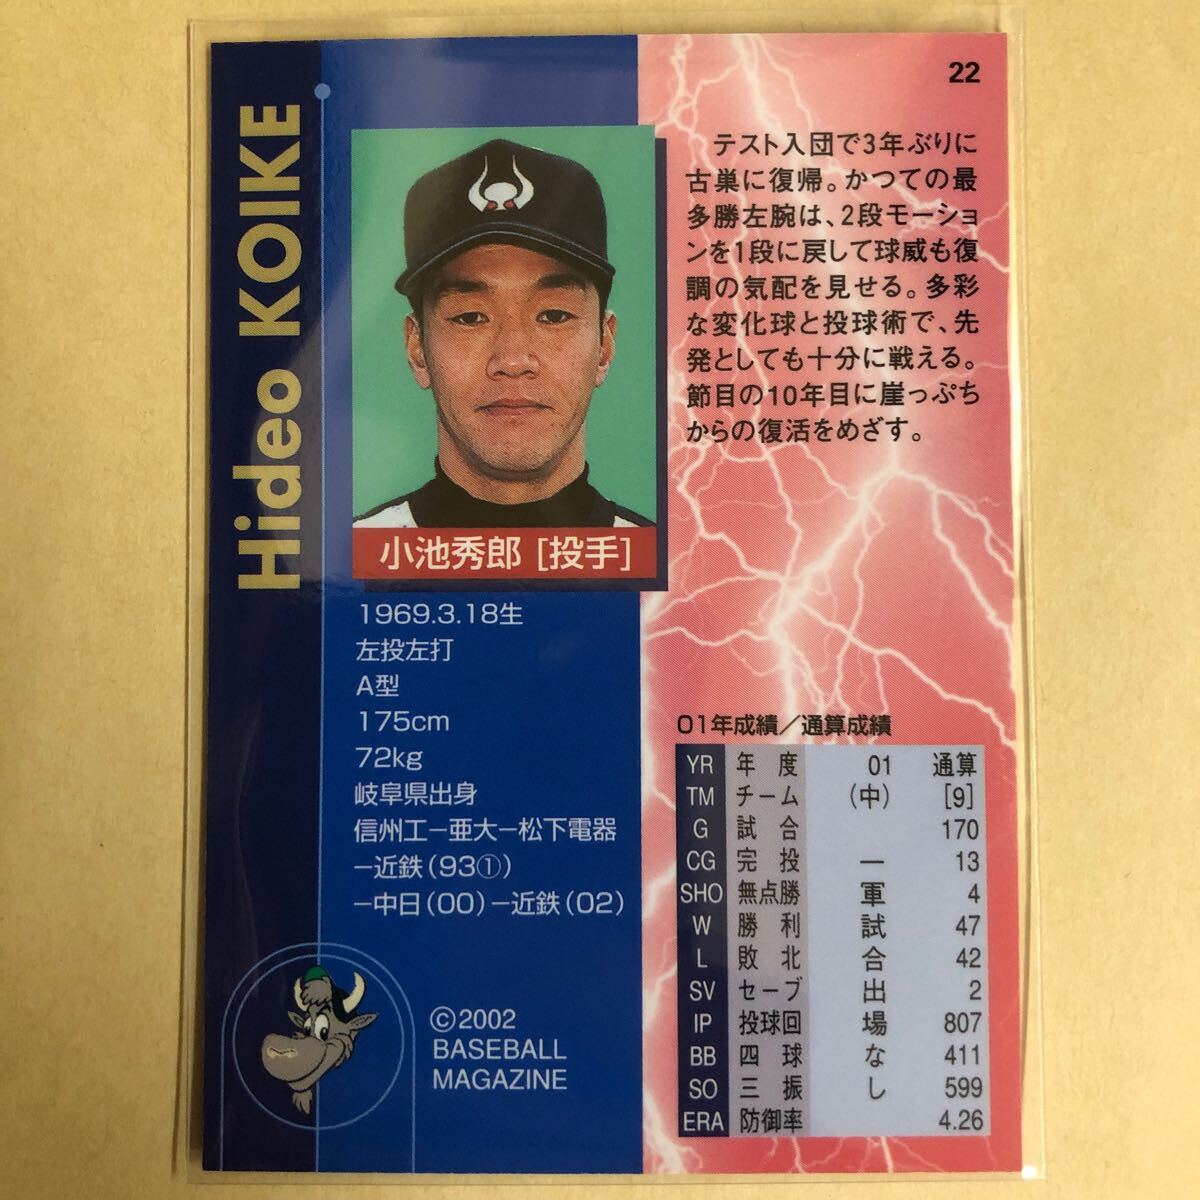 22
Hideo KOIKE
テスト入団で3年ぶりに
古巣に復帰。かつての最
多勝左腕は、2段モーショ
ンを1段に戻して球威も復
調の気配を見せる。多彩
な変化球と投球術で、先
発としても十分に戦える。
節目の10年目に崖っぷち
からの復活をめざす。
小池秀郎 [投手]
1969.3.18生
左投左打
A型
175cm
72kg
岐阜県出身
信州工−亜大−松下電器
−近鉄(93①)
−中日(00)−近鉄(02)
01年成績／通算成績
YR 年度 01 通算
TM チーム (中) [9]
G 試合 170
CG 完投 一 13
SHO 無点勝 軍 4
W 勝利 試 47
L 敗北 合 42
SV セーブ 出 2
IP 投球回 場 807
BB 四球 な 411
SO 三振 し 599
ERA 防御率 4.26
©2002
BASEBALL
MAGAZINE